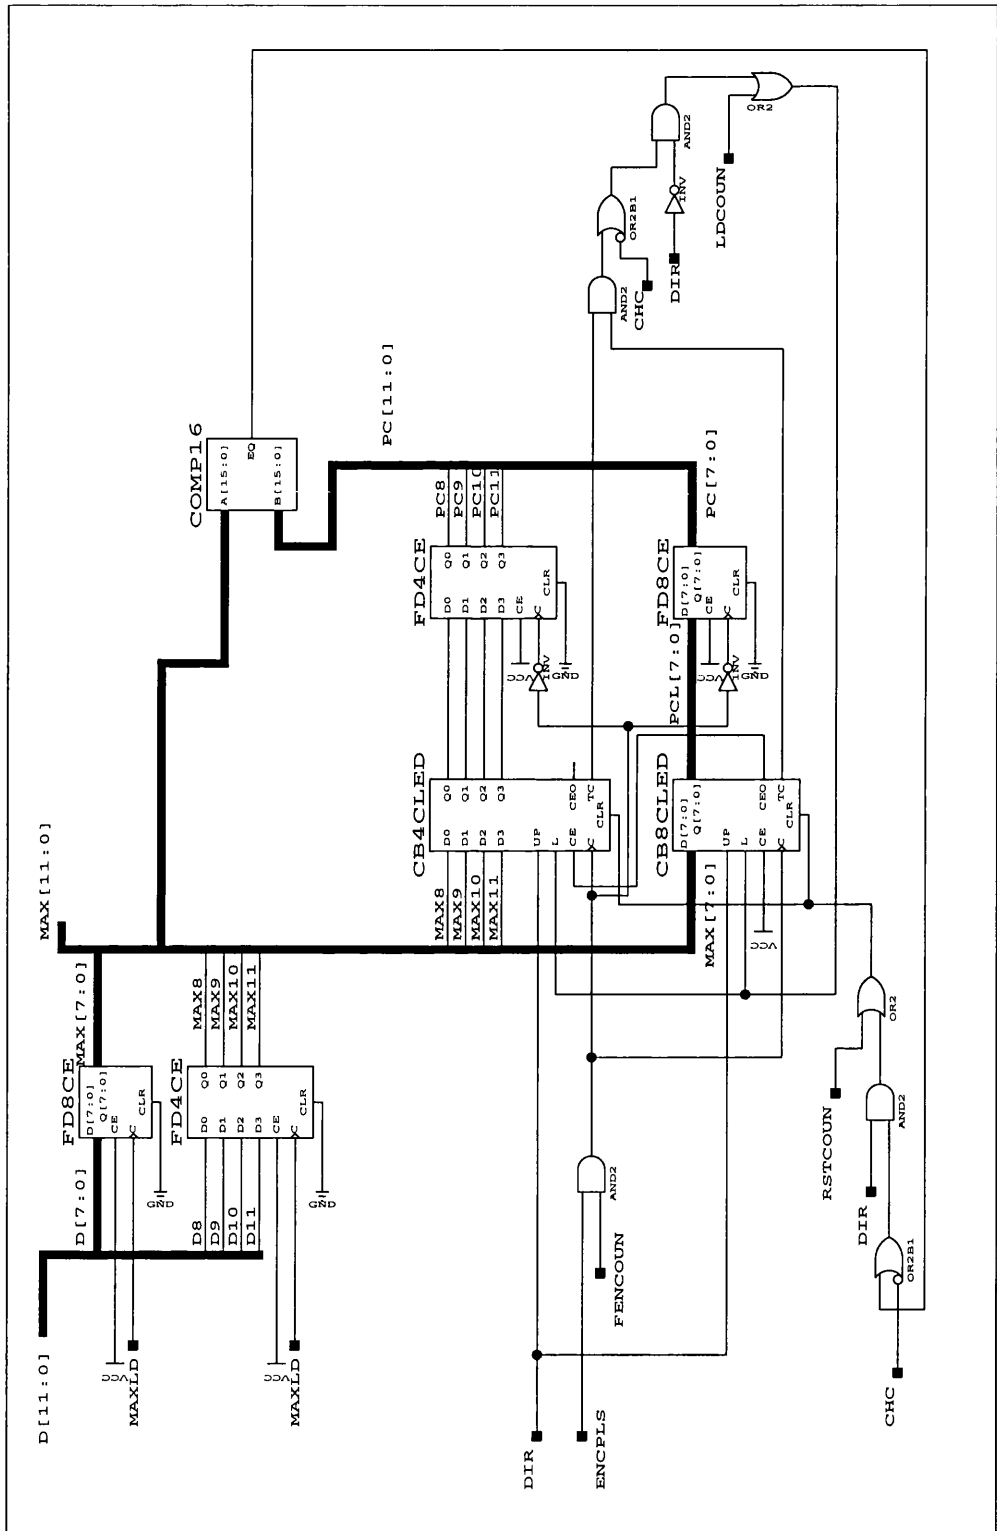 D[11:0]
D[7:0]
FD8CE
D[7:0]
Q[7:0]
CE
C
CLR
GND
VCC
MAXLD
MAX[7:0]
MAX[11:0]
D8
D9
D10
D11
FD4CE
D0
D1
D2
D3
CE
C
CLR
Q0
Q1
Q2
Q3
GND
VCC
MAXLD
MAX8
MAX9
MAX10
MAX11
COMP16
A[15:0]
B[15:0]
EQ
PC[11:0]
MAX8
MAX9
MAX10
MAX11
CB4CLED
D0
D1
D2
D3
UP
L
CE
C
CLR
Q0
Q1
Q2
Q3
CEO
TC
FD4CE
D0
D1
D2
D3
CE
C
CLR
Q0
Q1
Q2
Q3
VCC
INV
GND
PC8
PC9
PC10
PC11
MAX[7:0]
CB8CLED
D[7:0]
Q[7:0]
UP
L
CE
C
CEO
TC
CLR
VCC
PCL[7:0]
FD8CE
D[7:0]
Q[7:0]
CE
C
CLR
VCC
INV
GND
PC[7:0]
DIR
ENCPLS
FENCOUN
AND2
CHC
OR2B1
DIR
AND2
RSTCOUN
OR2
AND2
CHC
OR2B1
DIR
INV
AND2
LDCOUN
OR2